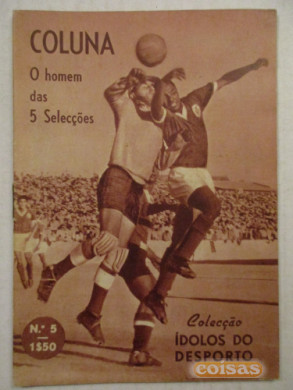 COLUNA
O homem
das
5 Selecções
N.º 5
1$50
Colecção
ÍDOLOS DO
DESPORTO
coisas